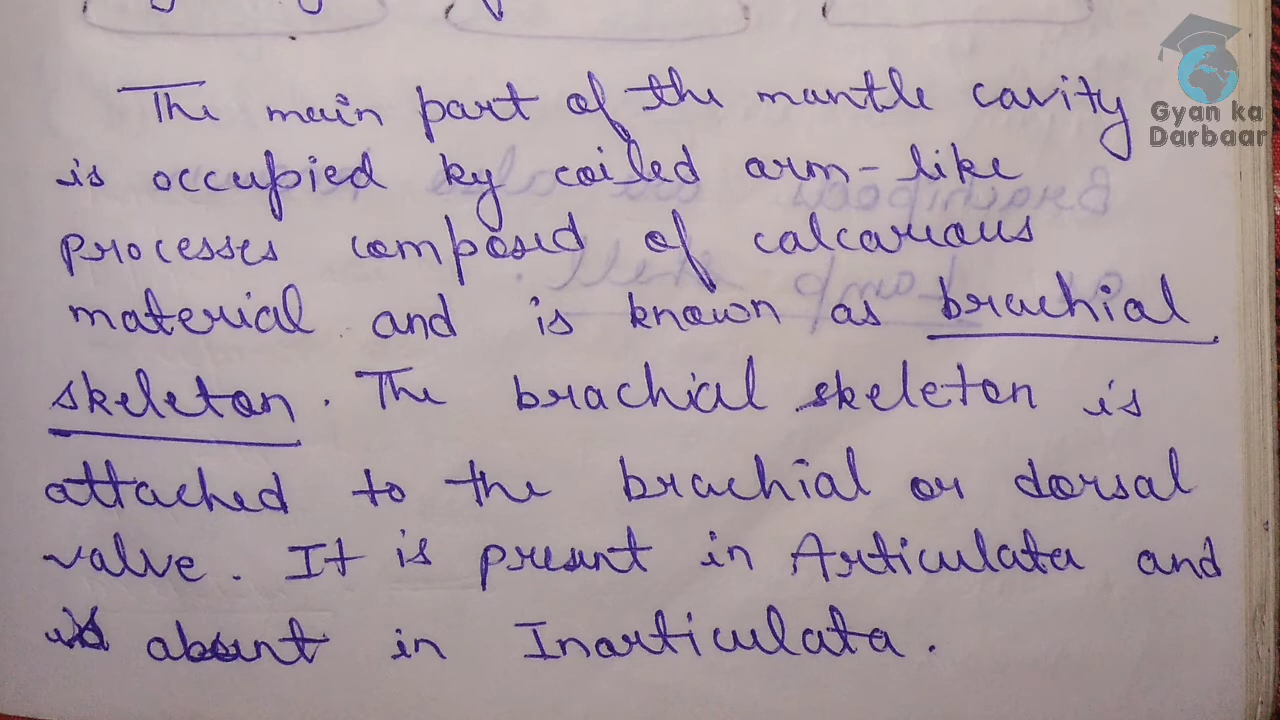 Gyan ka
Darbaar
The main part of the mantle cavity
is occupied by coiled arm-like
processes composed of calcareous
material and is known as brachial
skeleton. The brachial skeleton is
attached to the brachial or dorsal
valve. It is present in Articulata and
is absent in Inarticulata.